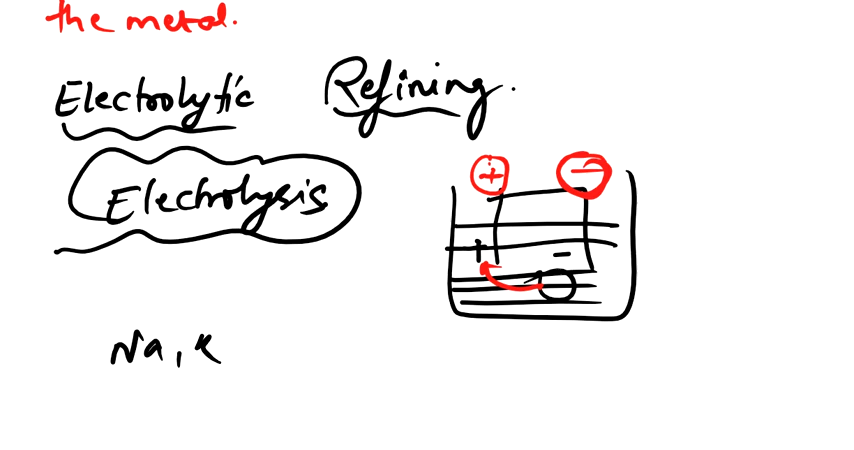 the metal.
Electrolytic Refining.
Electrolysis
+ −
+ −
Na, K